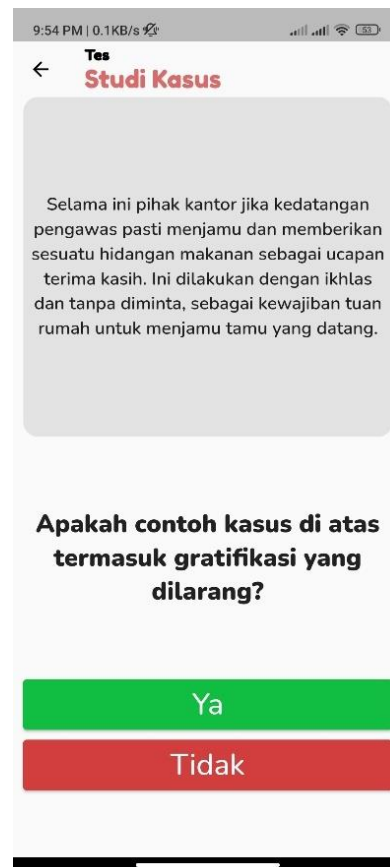 9:54 PM | 0.1KB/s
53
Tes
Studi Kasus
Selama ini pihak kantor jika kedatangan
pengawas pasti menjamu dan memberikan
sesuatu hidangan makanan sebagai ucapan
terima kasih. Ini dilakukan dengan ikhlas
dan tanpa diminta, sebagai kewajiban tuan
rumah untuk menjamu tamu yang datang.
Apakah contoh kasus di atas
termasuk gratifikasi yang
dilarang?
Ya
Tidak